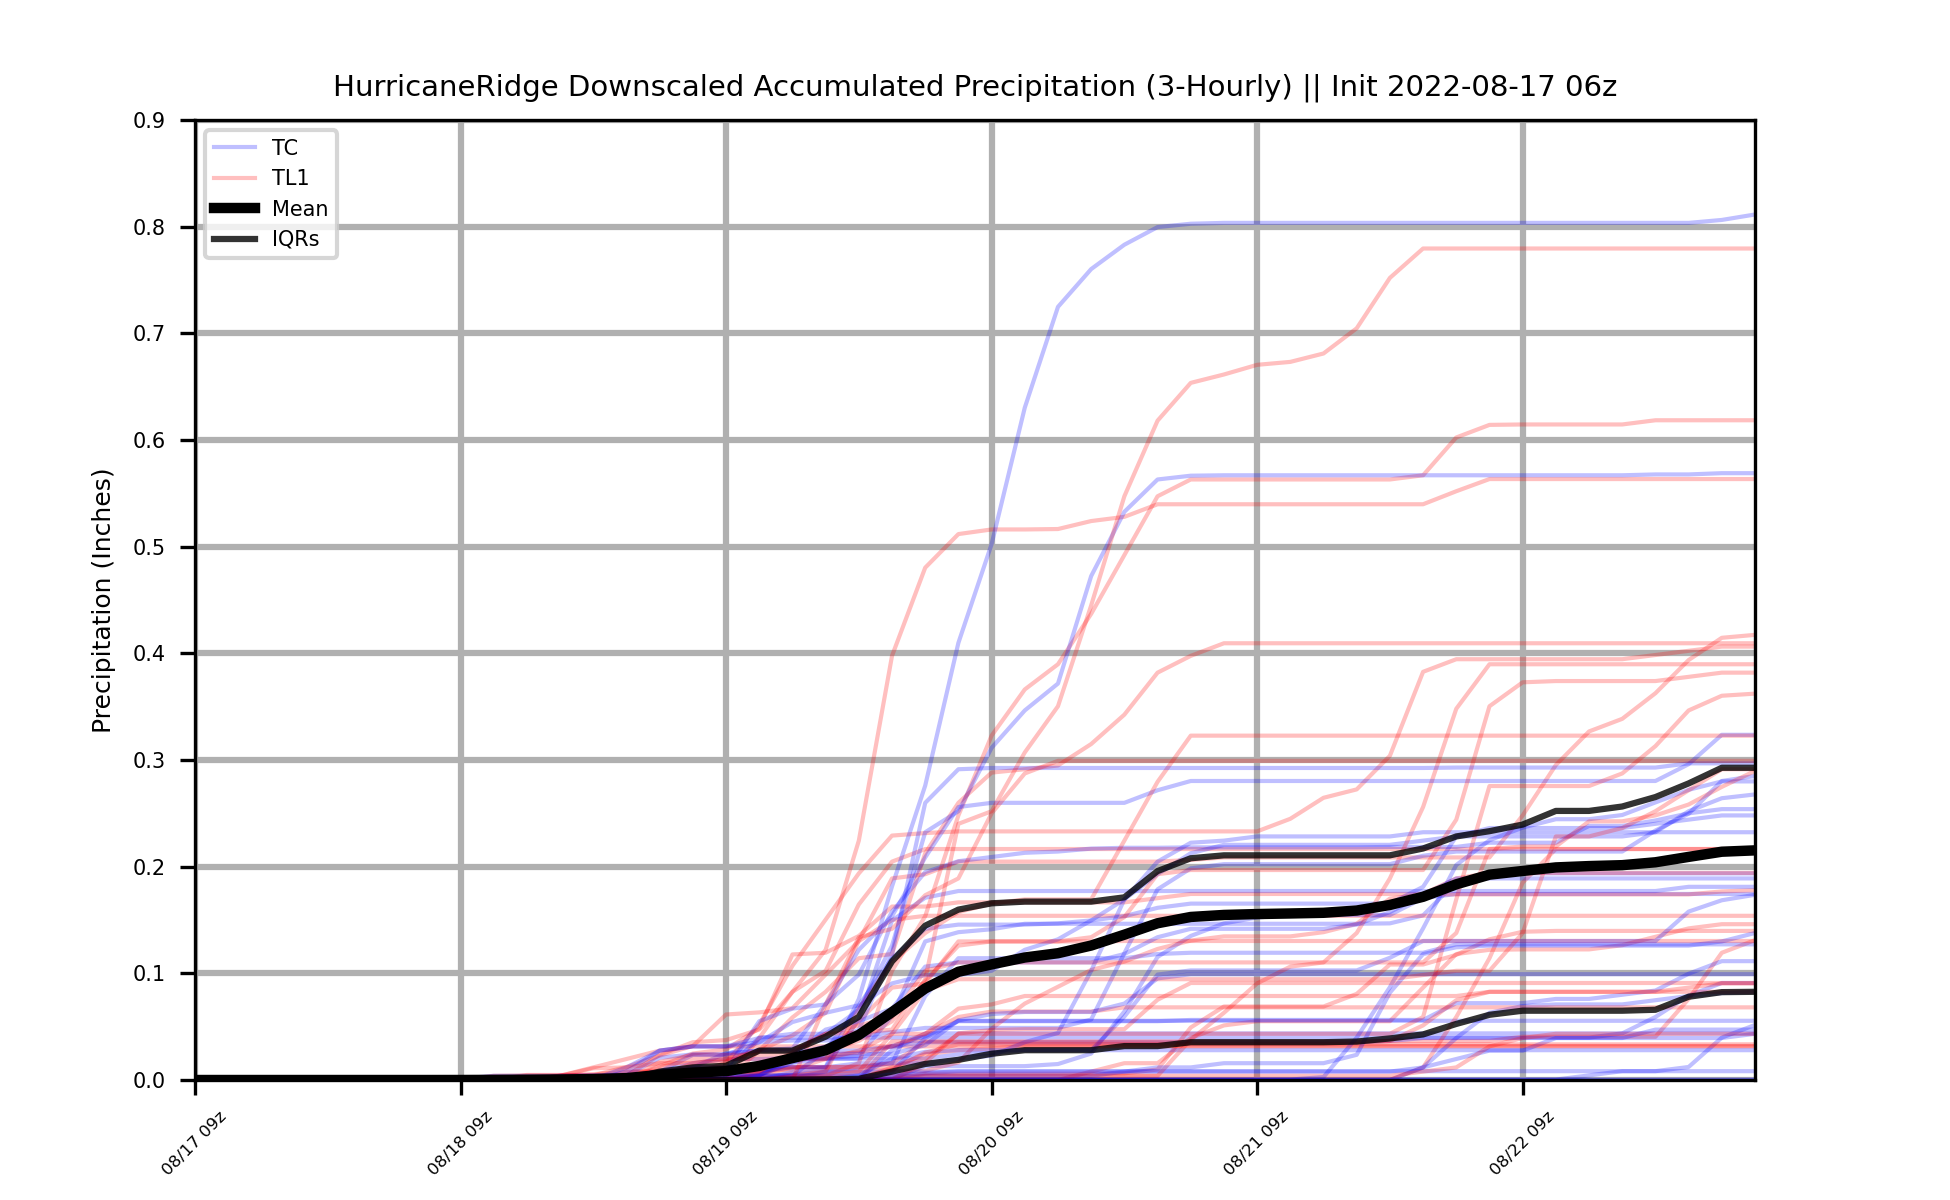 HurricaneRidge Downscaled Accumulated Precipitation (3-Hourly) || Init 2022-08-17 06z
TC
TL1
Mean
IQRs
Precipitation (Inches)
0.9
0.8
0.7
0.6
0.5
0.4
0.3
0.2
0.1
0.0
08/17 09z
08/18 09z
08/19 09z
08/20 09z
08/21 09z
08/22 09z